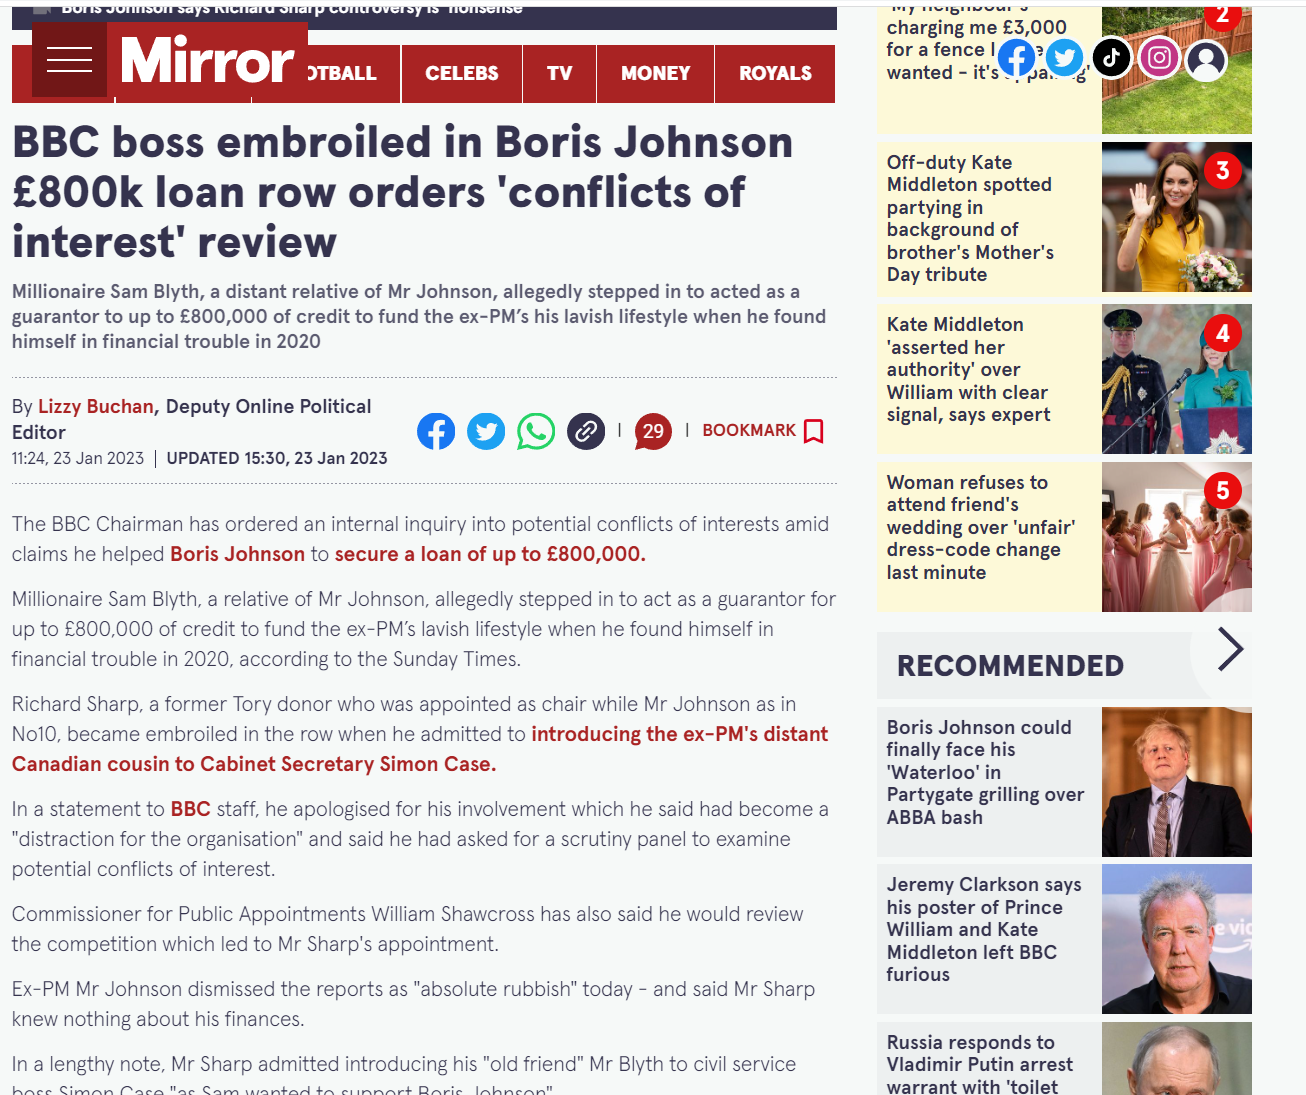 Boris Johnson says Richard Sharp controversy is 'nonsense'
Mirror
OTBALL
CELEBS
TV
MONEY
ROYALS
BBC boss embroiled in Boris Johnson
£800k loan row orders 'conflicts of
interest' review
Millionaire Sam Blyth, a distant relative of Mr Johnson, allegedly stepped in to acted as a
guarantor to up to £800,000 of credit to fund the ex-PM’s his lavish lifestyle when he found
himself in financial trouble in 2020
By Lizzy Buchan, Deputy Online Political
Editor
11:24, 23 Jan 2023 | UPDATED 15:30, 23 Jan 2023
| 29 | BOOKMARK
The BBC Chairman has ordered an internal inquiry into potential conflicts of interests amid
claims he helped Boris Johnson to secure a loan of up to £800,000.
Millionaire Sam Blyth, a relative of Mr Johnson, allegedly stepped in to act as a guarantor for
up to £800,000 of credit to fund the ex-PM’s lavish lifestyle when he found himself in
financial trouble in 2020, according to the Sunday Times.
Richard Sharp, a former Tory donor who was appointed as chair while Mr Johnson as in
No10, became embroiled in the row when he admitted to introducing the ex-PM's distant
Canadian cousin to Cabinet Secretary Simon Case.
In a statement to BBC staff, he apologised for his involvement which he said had become a
"distraction for the organisation" and said he had asked for a scrutiny panel to examine
potential conflicts of interest.
Commissioner for Public Appointments William Shawcross has also said he would review
the competition which led to Mr Sharp's appointment.
Ex-PM Mr Johnson dismissed the reports as "absolute rubbish" today - and said Mr Sharp
knew nothing about his finances.
In a lengthy note, Mr Sharp admitted introducing his "old friend" Mr Blyth to civil service
boss Simon Case "as Sam wanted to support Boris Johnson"
'My neighbour's
charging me £3,000
for a fence I
wanted - it's
2
Off-duty Kate
Middleton spotted
partying in
background of
brother's Mother's
Day tribute
3
Kate Middleton
'asserted her
authority' over
William with clear
signal, says expert
4
Woman refuses to
attend friend's
wedding over 'unfair'
dress-code change
last minute
5
RECOMMENDED
Boris Johnson could
finally face his
'Waterloo' in
Partygate grilling over
ABBA bash
Jeremy Clarkson says
his poster of Prince
William and Kate
Middleton left BBC
furious
Russia responds to
Vladimir Putin arrest
warrant with 'toilet